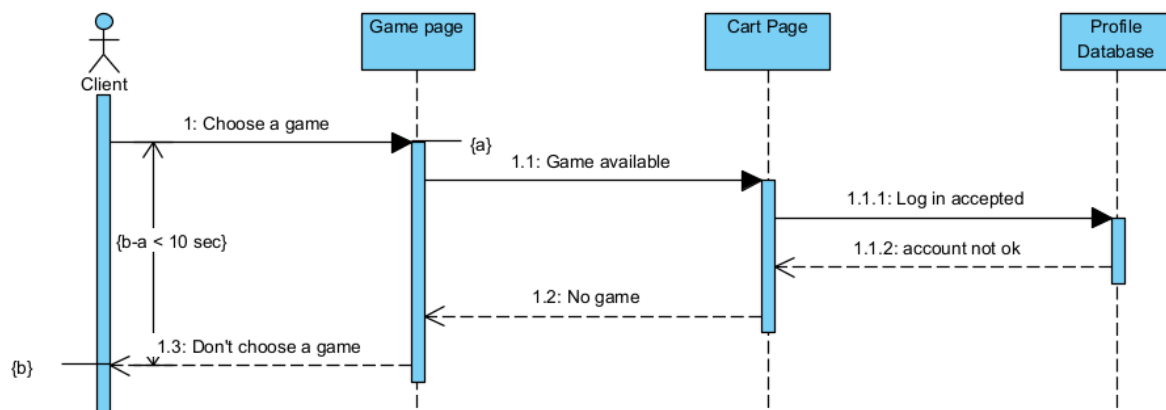 Game page
Cart Page
Profile
Database
Client
1: Choose a game
{a}
1.1: Game available
1.1.1: Log in accepted
{b-a < 10 sec}
1.1.2: account not ok
1.2: No game
1.3: Don't choose a game
{b}